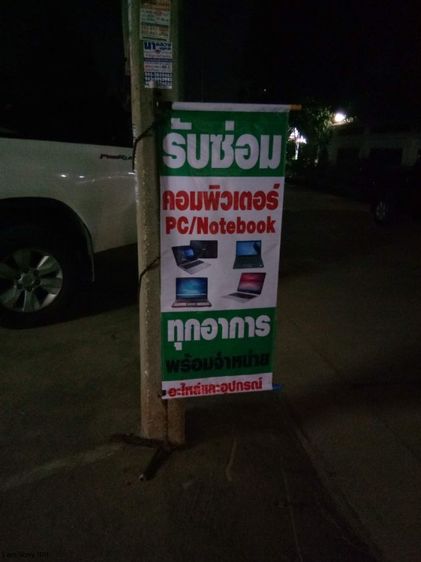 รับซ่อม
คอมพิวเตอร์
PC/Notebook
ทุกอาการ
พร้อมจำหน่าย
อะไหล่และอุปกรณ์